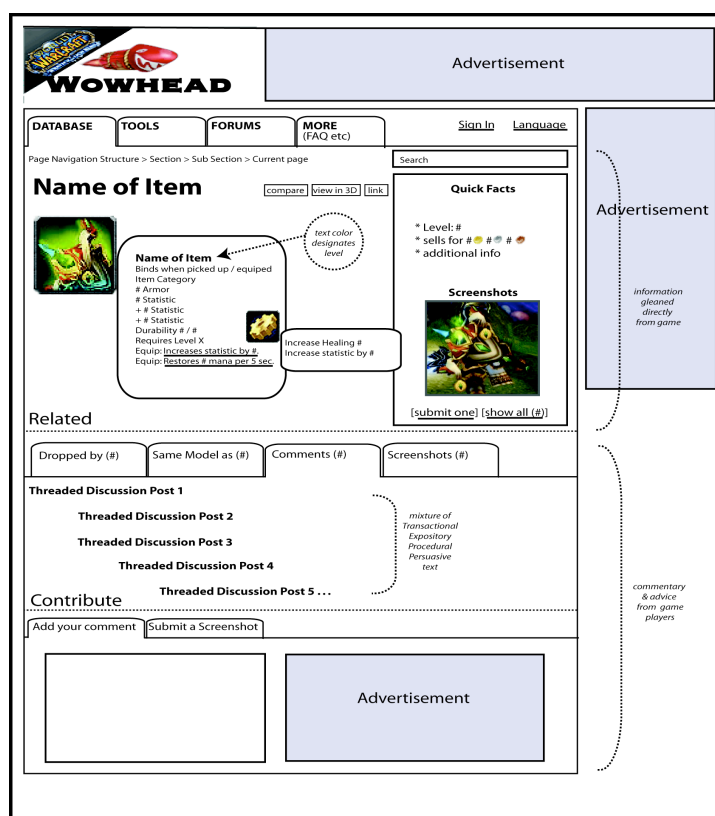 WORLD
WARCRAFT
WOWHEAD
Advertisement
DATABASE
TOOLS
FORUMS
MORE
(FAQ etc)
Sign In
Language
Page Navigation Structure > Section > Sub Section > Current page
Search
Name of Item
compare
view in 3D
link
Quick Facts
* Level: #
* sells for # # #
* additional info
Screenshots
[submit one] [show all (#)]
Advertisement
text color
designates
level
Name of Item
Binds when picked up / equiped
Item Category
# Armor
# Statistic
+ # Statistic
+ # Statistic
Durability # / #
Requires Level X
Equip: Increases statistic by #.
Equip: Restores # mana per 5 sec.
Increase Healing #
Increase statistic by #
information
gleaned
directly
from game
Related
Dropped by (#)
Same Model as (#)
Comments (#)
Screenshots (#)
Threaded Discussion Post 1
Threaded Discussion Post 2
Threaded Discussion Post 3
Threaded Discussion Post 4
Threaded Discussion Post 5 . . .
mixture of
Transactional
Expository
Procedural
Persuasive
text
commentary
& advice
from game
players
Contribute
Add your comment
Submit a Screenshot
Advertisement